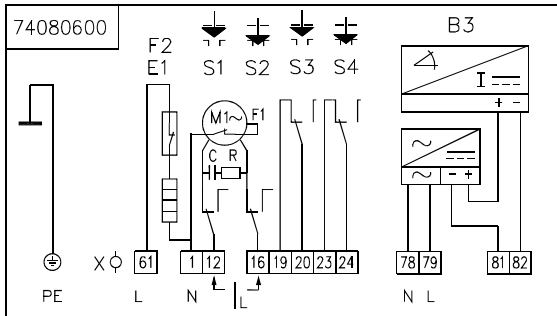 74080600
F2
E1 S1 S2 S3 S4 B3
I
+ -
M1~ F1
C R
~
~ - +
X 61 1 12 16 19 20 23 24 78 79 81 82
PE L N L N L